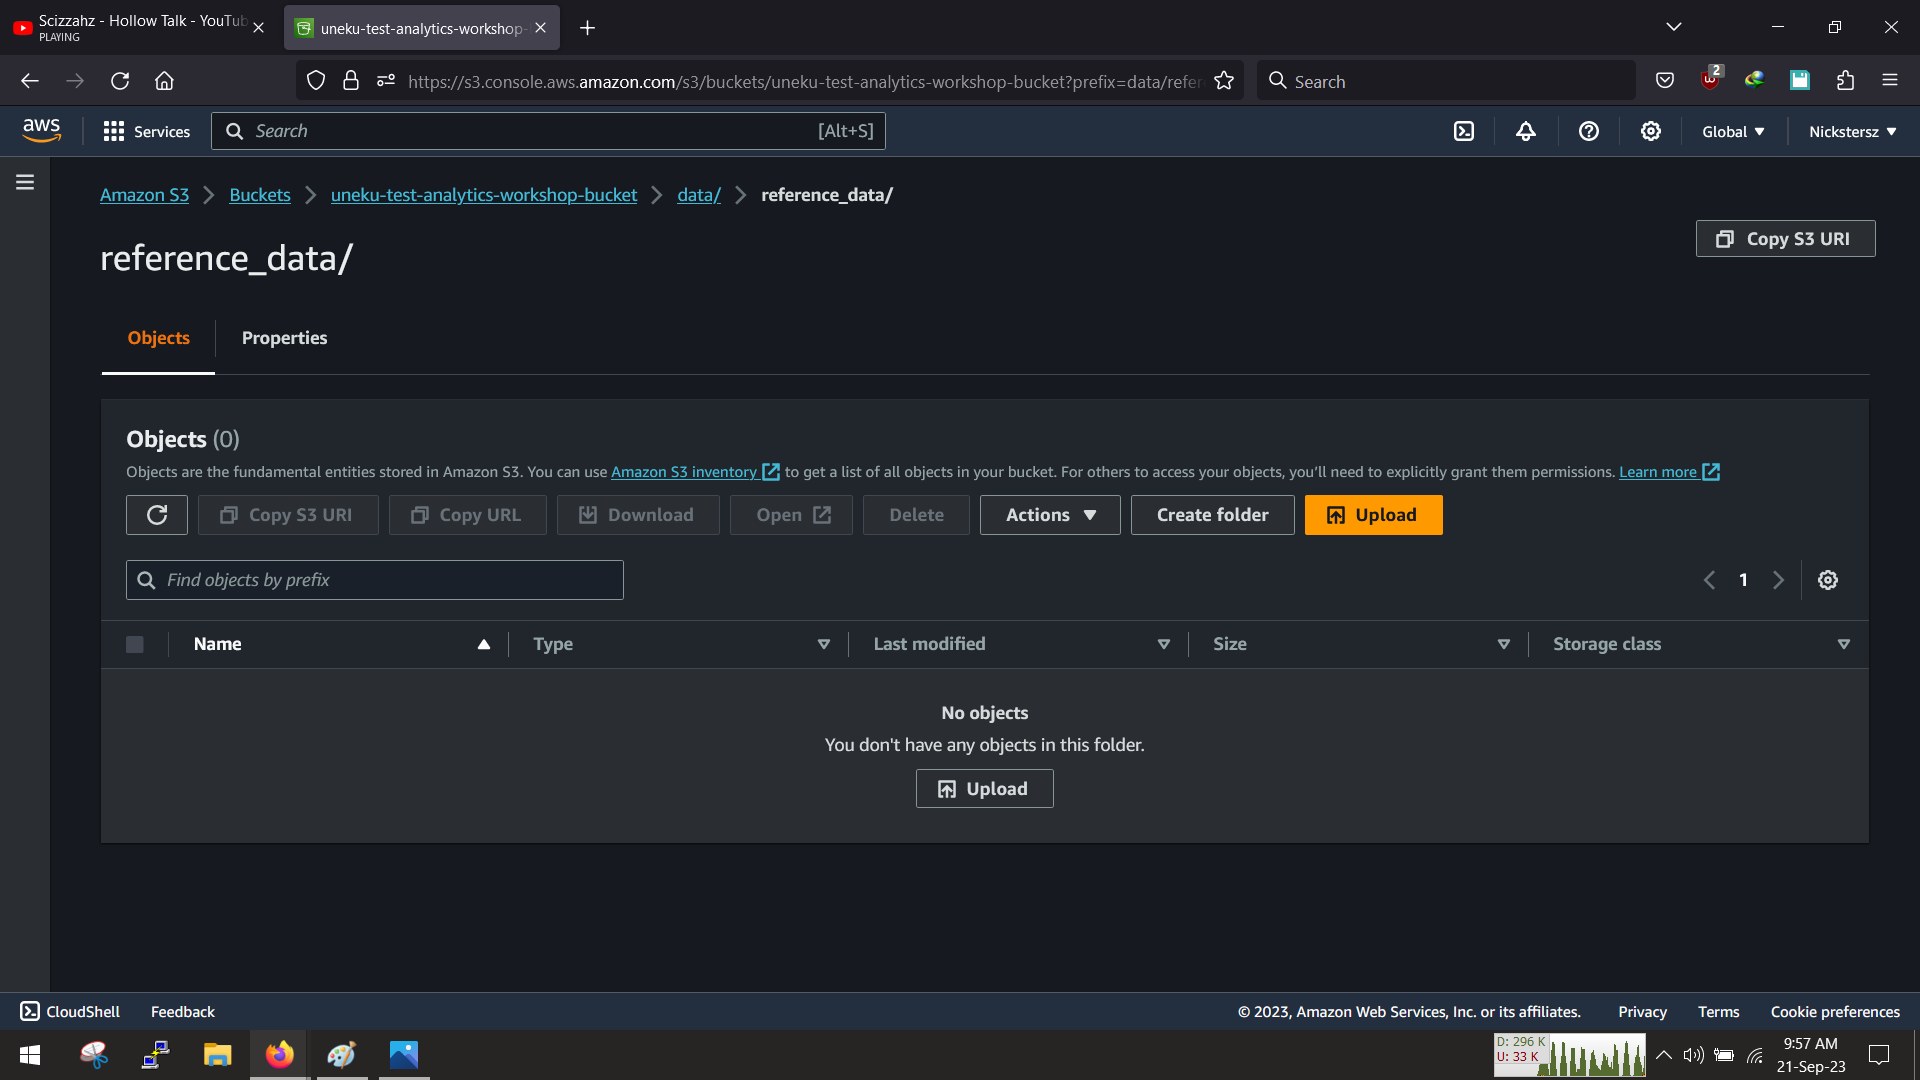 Scizzahz - Hollow Talk - YouTub
PLAYING
uneku-test-analytics-workshop-
https://s3.console.aws.amazon.com/s3/buckets/uneku-test-analytics-workshop-bucket?prefix=data/refer
Search
2
aws
Services
Search
[Alt+S]
Global
Nickstersz
Amazon S3
Buckets
uneku-test-analytics-workshop-bucket
data/
reference_data/
reference_data/
Copy S3 URI
Objects
Properties
Objects (0)
Objects are the fundamental entities stored in Amazon S3. You can use Amazon S3 inventory to get a list of all objects in your bucket. For others to access your objects, you’ll need to explicitly grant them permissions. Learn more
Copy S3 URI
Copy URL
Download
Open
Delete
Actions
Create folder
Upload
Find objects by prefix
1
Name
Type
Last modified
Size
Storage class
No objects
You don't have any objects in this folder.
Upload
CloudShell
Feedback
© 2023, Amazon Web Services, Inc. or its affiliates.
Privacy
Terms
Cookie preferences
D: 296 K
U: 33 K
9:57 AM
21-Sep-23